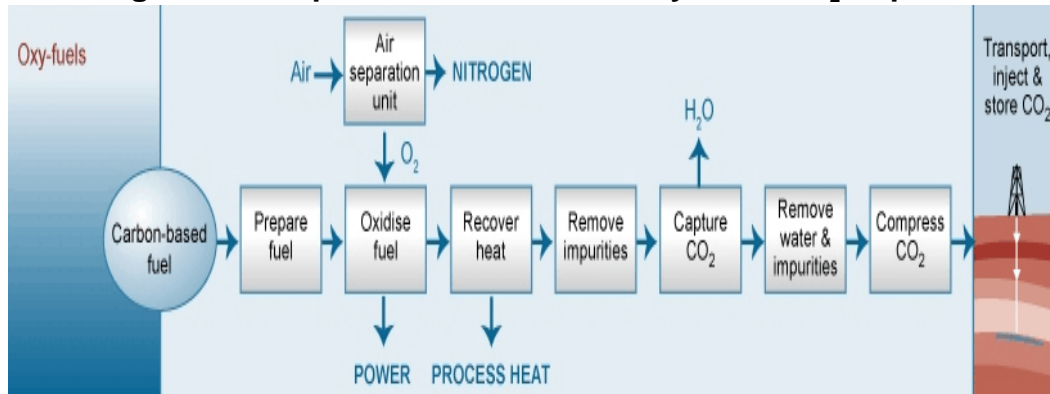 Oxy-fuels
Air
Air
separation
unit
NITROGEN
O₂
H₂O
Transport,
inject &
store CO₂
Carbon-based
fuel
Prepare
fuel
Oxidise
fuel
Recover
heat
Remove
impurities
Capture
CO₂
Remove
water &
impurities
Compress
CO₂
POWER
PROCESS HEAT